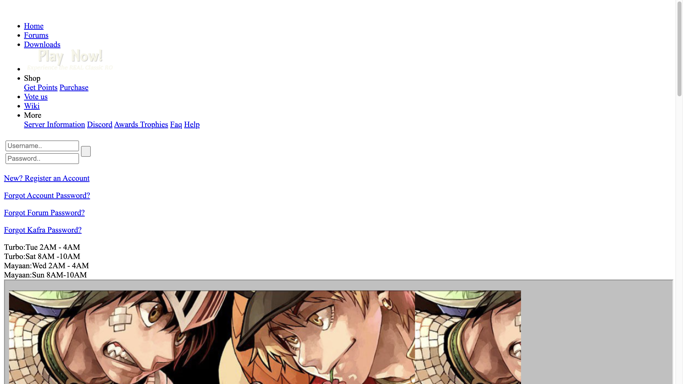 Home
Forums
Downloads
Play Now!
Shop
Get Points Purchase
Vote us
Wiki
More
Server Information Discord Awards Trophies Faq Help
Username..
Password..
New? Register an Account
Forgot Account Password?
Forgot Forum Password?
Forgot Kafra Password?
Turbo:Tue 2AM - 4AM
Turbo:Sat 8AM -10AM
Mayaan:Wed 2AM - 4AM
Mayaan:Sun 8AM-10AM